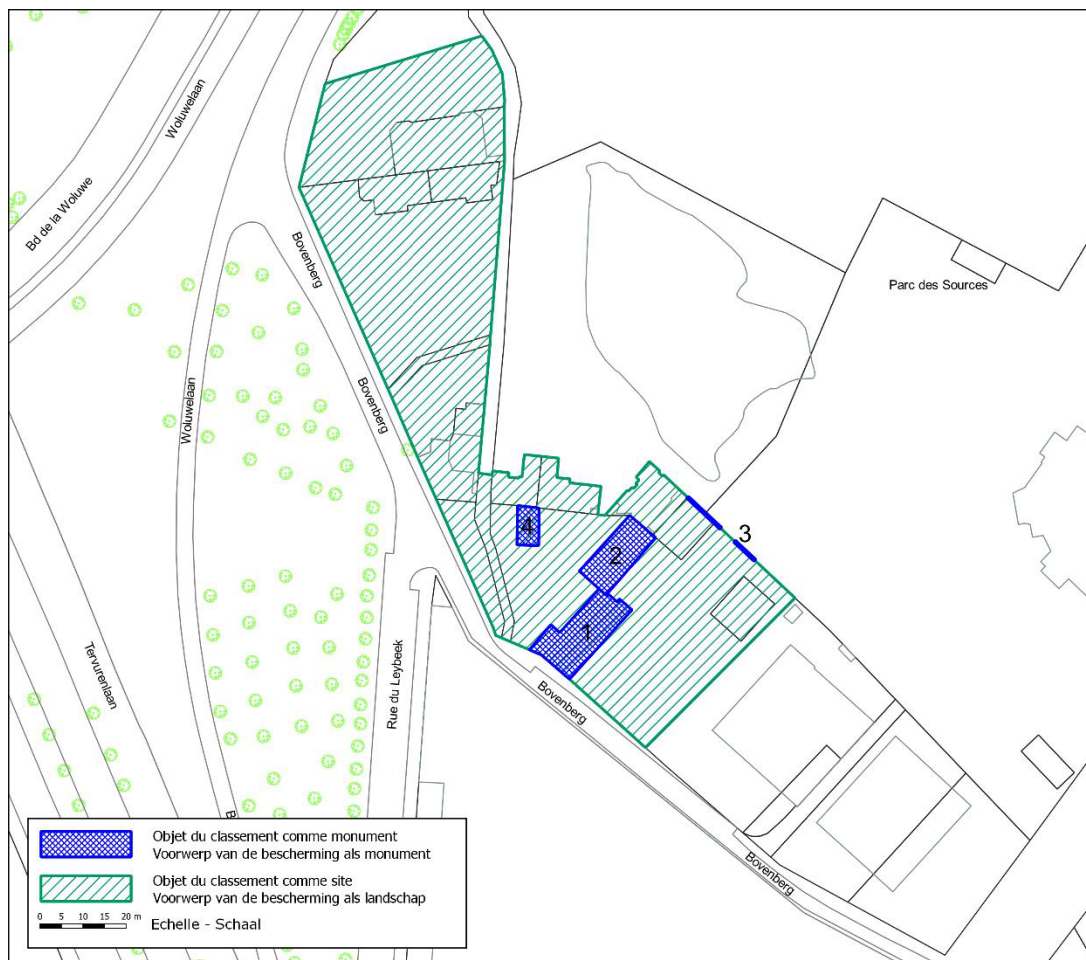 Woluwelaan
Bd de la Woluwe
Bovenberg
Parc des Sources
Bovenberg
Woluwelaan
4
3
2
1
Rue du Leybeek
Tervurenlaan
Bovenberg
B
Bovenberg
Objet du classement comme monument
Voorwerp van de bescherming als monument
Objet du classement comme site
Voorwerp van de bescherming als landschap
0 5 10 15 20 m
Echelle - Schaal